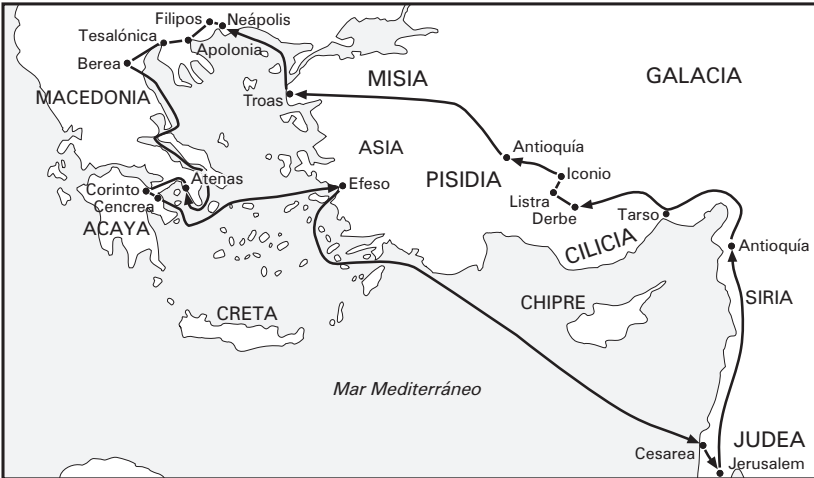 Filipos
Neápolis
Tesalónica
Apolonia
Berea
MISIA
GALACIA
MACEDONIA
Troas
ASIA
Antioquía
Iconio
Atenas
Efeso
PISIDIA
Corinto
Listra
Cencrea
Derbe
Tarso
ACAYA
CILICIA
Antioquía
CHIPRE
SIRIA
CRETA
Mar Mediterráneo
JUDEA
Cesarea
Jerusalem